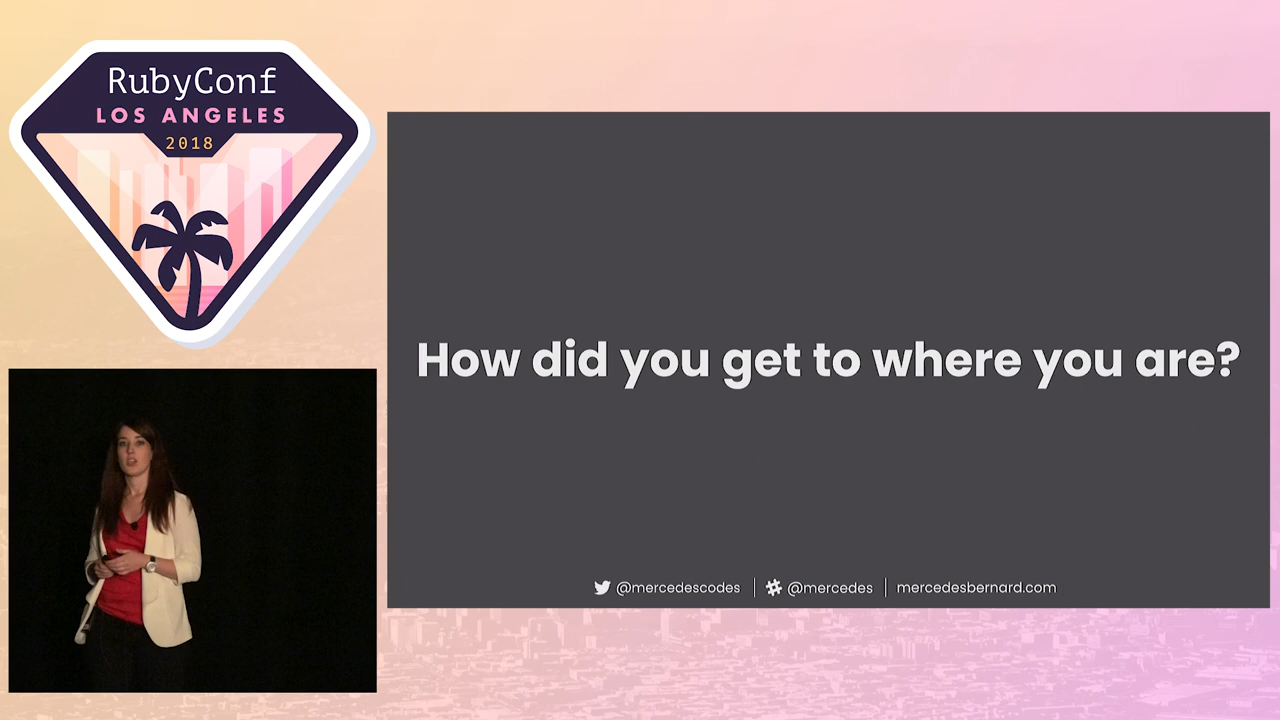 RubyConf
LOS ANGELES
2018
How did you get to where you are?
@mercedescodes @mercedes mercedesbernard.com